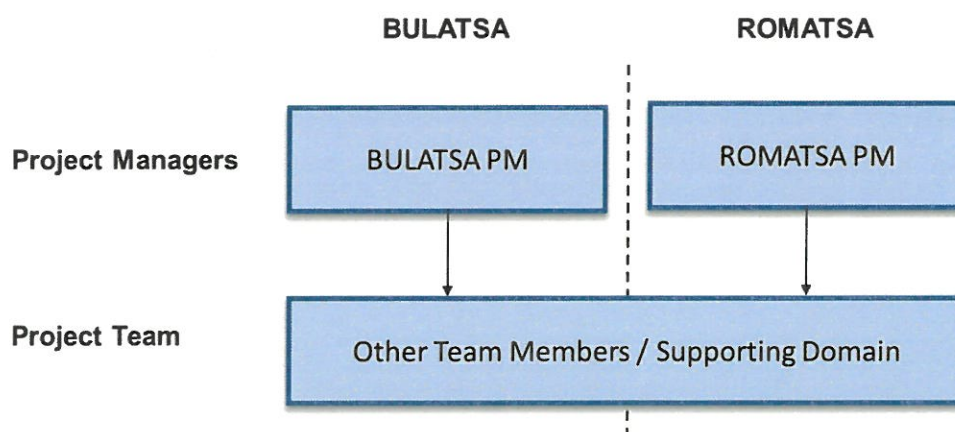 BULATSA
ROMATSA
Project Managers
BULATSA PM
ROMATSA PM
Project Team
Other Team Members / Supporting Domain